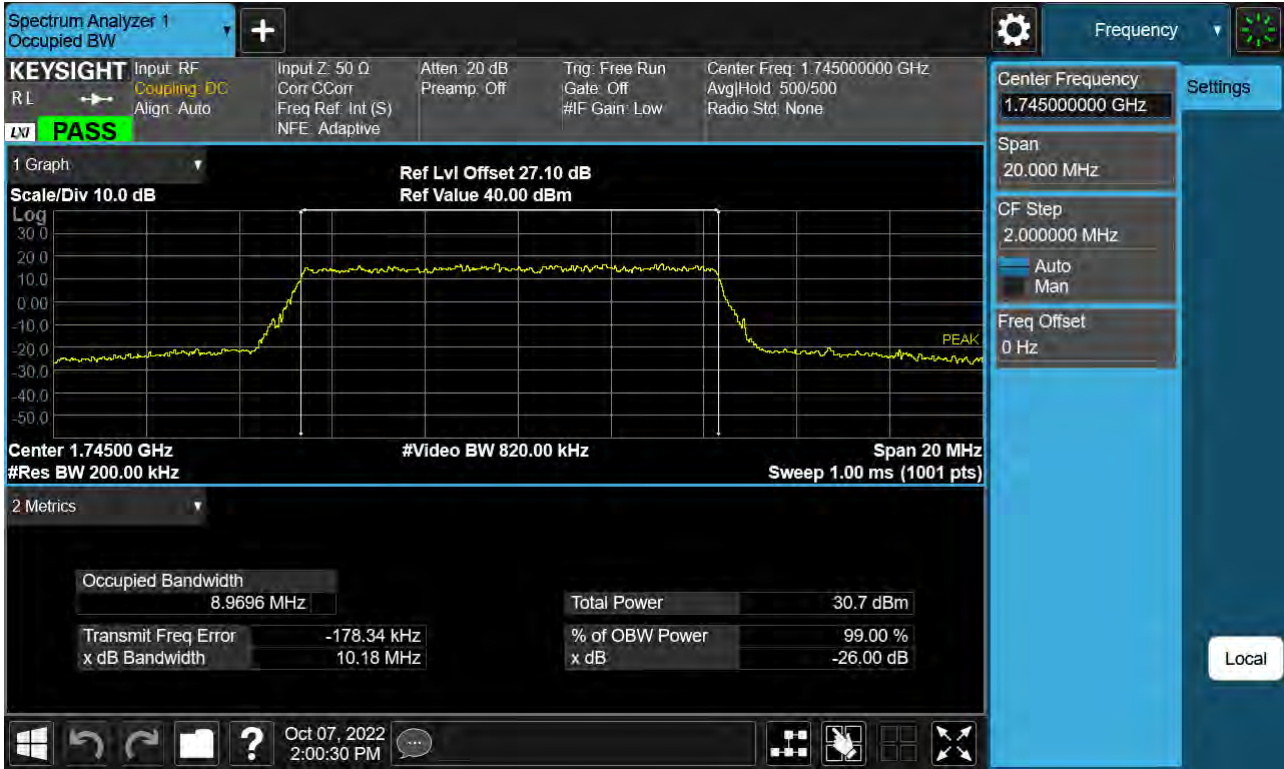 Spectrum Analyzer 1
Occupied BW
Frequency
KEYSIGHT
RL
LXI
PASS
Input: RF
Coupling: DC
Align: Auto
Input Z: 50 Ω
Corr CCorr
Freq Ref: Int (S)
NFE: Adaptive
Atten: 20 dB
Preamp: Off
Trig: Free Run
Gate: Off
#IF Gain: Low
Center Freq: 1.745000000 GHz
Avg|Hold: 500/500
Radio Std: None
Center Frequency
1.745000000 GHz
Settings
Span
20.000 MHz
CF Step
2.000000 MHz
Auto
Man
Freq Offset
0 Hz
Local
1 Graph
Scale/Div 10.0 dB
Ref Lvl Offset 27.10 dB
Ref Value 40.00 dBm
Log
30.0
20.0
10.0
0.00
-10.0
-20.0
-30.0
-40.0
-50.0
PEAK
Center 1.74500 GHz
#Res BW 200.00 kHz
#Video BW 820.00 kHz
Span 20 MHz
Sweep 1.00 ms (1001 pts)
2 Metrics
Occupied Bandwidth
8.9696 MHz
Total Power 30.7 dBm
Transmit Freq Error -178.34 kHz
% of OBW Power 99.00 %
x dB Bandwidth 10.18 MHz
x dB -26.00 dB
?
Oct 07, 2022
2:00:30 PM